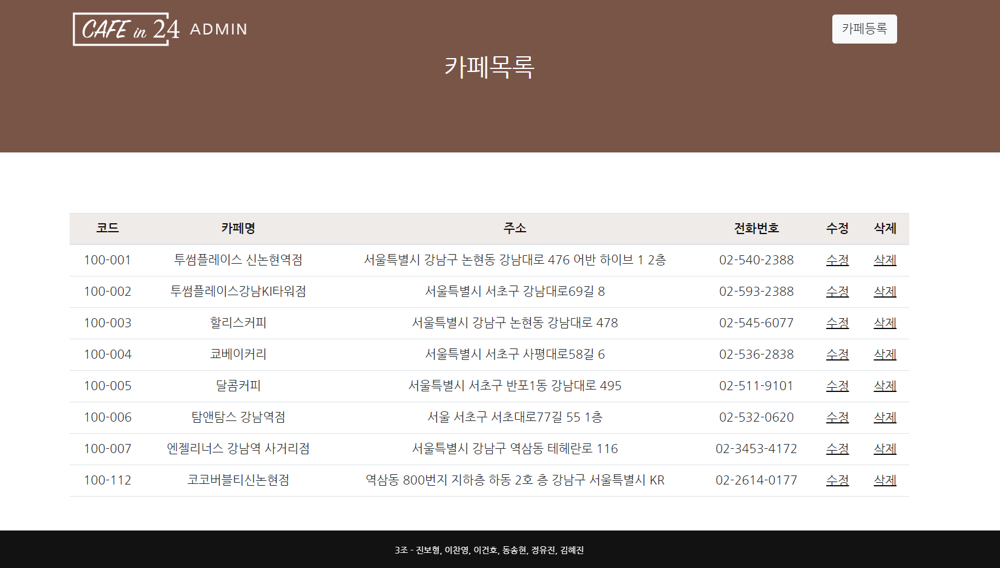 CAFE in 24 ADMIN
카페등록
카페목록
코드 카페명 주소 전화번호 수정 삭제
100-001 투썸플레이스 신논현역점 서울특별시 강남구 논현동 강남대로 476 어반 하이브 1 2층 02-540-2388 수정 삭제
100-002 투썸플레이스강남KI타워점 서울특별시 서초구 강남대로69길 8 02-593-2388 수정 삭제
100-003 할리스커피 서울특별시 강남구 논현동 강남대로 478 02-545-6077 수정 삭제
100-004 쿄베이커리 서울특별시 서초구 사평대로58길 6 02-536-2838 수정 삭제
100-005 달콤커피 서울특별시 서초구 반포1동 강남대로 495 02-511-9101 수정 삭제
100-006 탐앤탐스 강남역점 서울 서초구 서초대로77길 55 1층 02-532-0620 수정 삭제
100-007 엔젤리너스 강남역 사거리점 서울특별시 강남구 역삼동 테헤란로 116 02-3453-4172 수정 삭제
100-112 코코버블티신논현점 역삼동 800번지 지하층 하동 2호 층 강남구 서울특별시 KR 02-2614-0177 수정 삭제
3조 - 진보형, 이찬영, 이건호, 동송현, 경유진, 김혜진